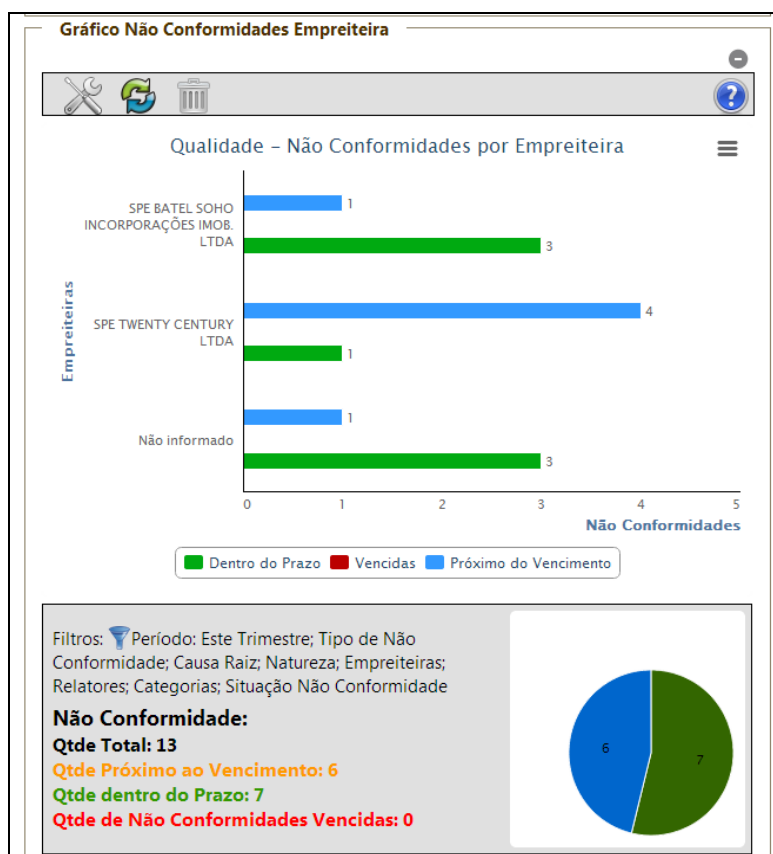 Gráfico Não Conformidades Empreiteira
?
Qualidade – Não Conformidades por Empreiteira
Empreiteiras
SPE BATEL SOHO
INCORPORAÇÕES IMOB.
LTDA
1
3
SPE TWENTY CENTURY
LTDA
4
1
Não informado
1
3
0 1 2 3 4 5
Não Conformidades
Dentro do Prazo Vencidas Próximo do Vencimento
Filtros: Período: Este Trimestre; Tipo de Não
Conformidade; Causa Raiz; Natureza; Empreiteiras;
Relatores; Categorias; Situação Não Conformidade
Não Conformidade:
Qtde Total: 13
Qtde Próximo ao Vencimento: 6
Qtde dentro do Prazo: 7
Qtde de Não Conformidades Vencidas: 0
6 7